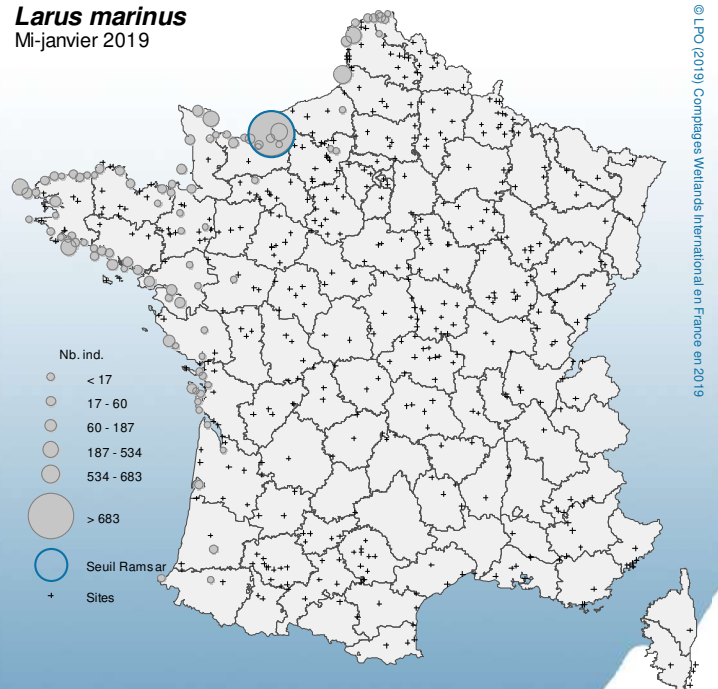 Larus marinus
Mi-janvier 2019
© LPO (2019) Comptages Wetlands International en France en 2019
Nb. ind.
< 17
17 - 60
60 - 187
187 - 534
534 - 683
> 683
Seuil Ramsar
Sites